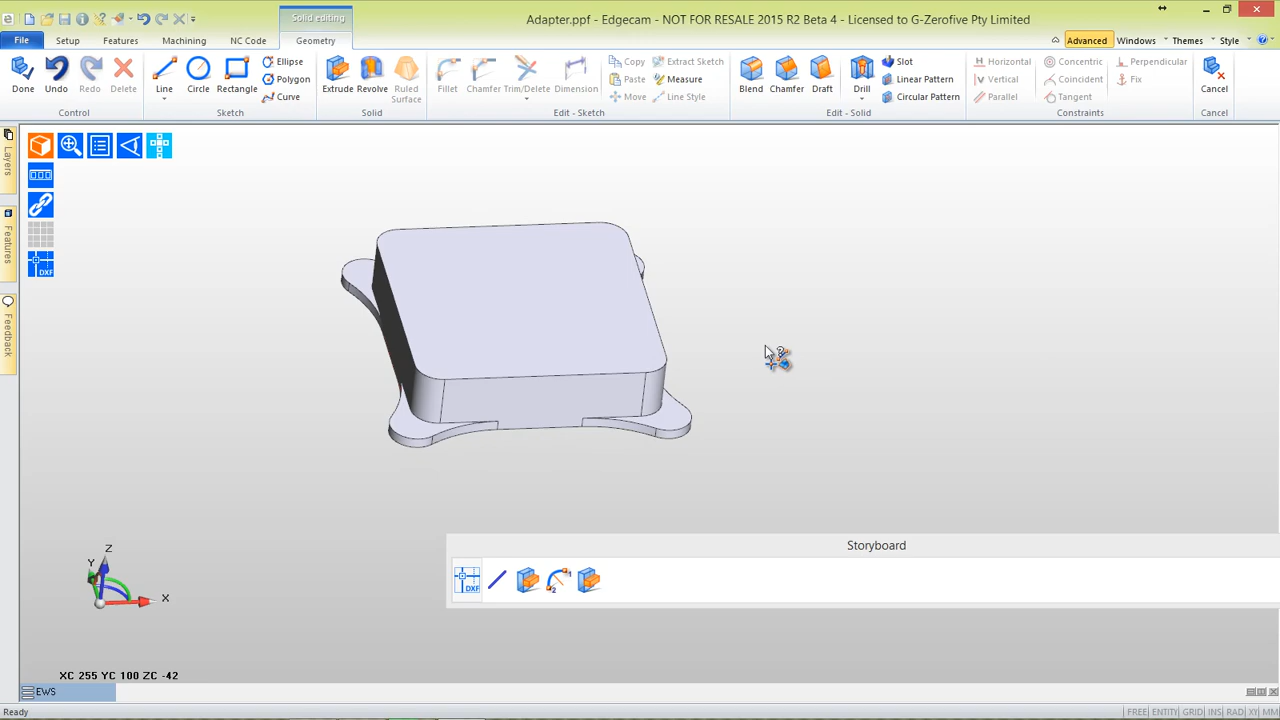 Solid editing
Adapter.ppf - Edgecam - NOT FOR RESALE 2015 R2 Beta 4 - Licensed to G-Zerofive Pty Limited
File Setup Features Machining NC Code Geometry Advanced Windows Themes Style
Done Undo Redo Delete
Control
Line Circle Rectangle Ellipse Polygon Curve
Sketch
Extrude Revolve Ruled Surface
Solid
Fillet Chamfer Trim/Delete Dimension Copy Paste Move Extract Sketch Measure Line Style
Edit - Sketch
Blend Chamfer Draft Drill Slot Linear Pattern Circular Pattern
Edit - Solid
Horizontal Vertical Parallel Concentric Coincident Tangent Perpendicular Fix
Constraints
Cancel
Cancel
Layers
Features
Feedback
DXF
Storyboard
DXF
Z
Y
X
XC 255 YC 100 ZC -42
EWS
Ready
FREE ENTITY GRID INS RAD XY MM